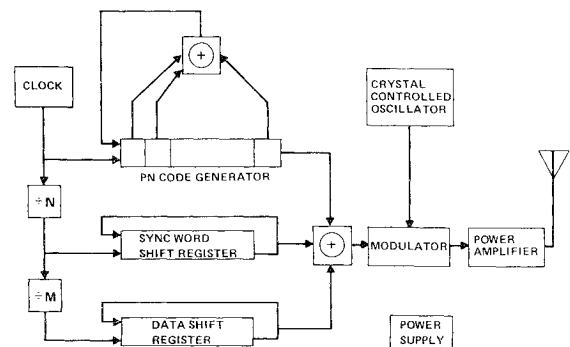 CLOCK
CRYSTAL
CONTROLLED
OSCILLATOR
PN CODE GENERATOR
÷N
SYNC WORD
SHIFT REGISTER
MODULATOR
POWER
AMPLIFIER
÷M
DATA SHIFT
REGISTER
POWER
SUPPLY